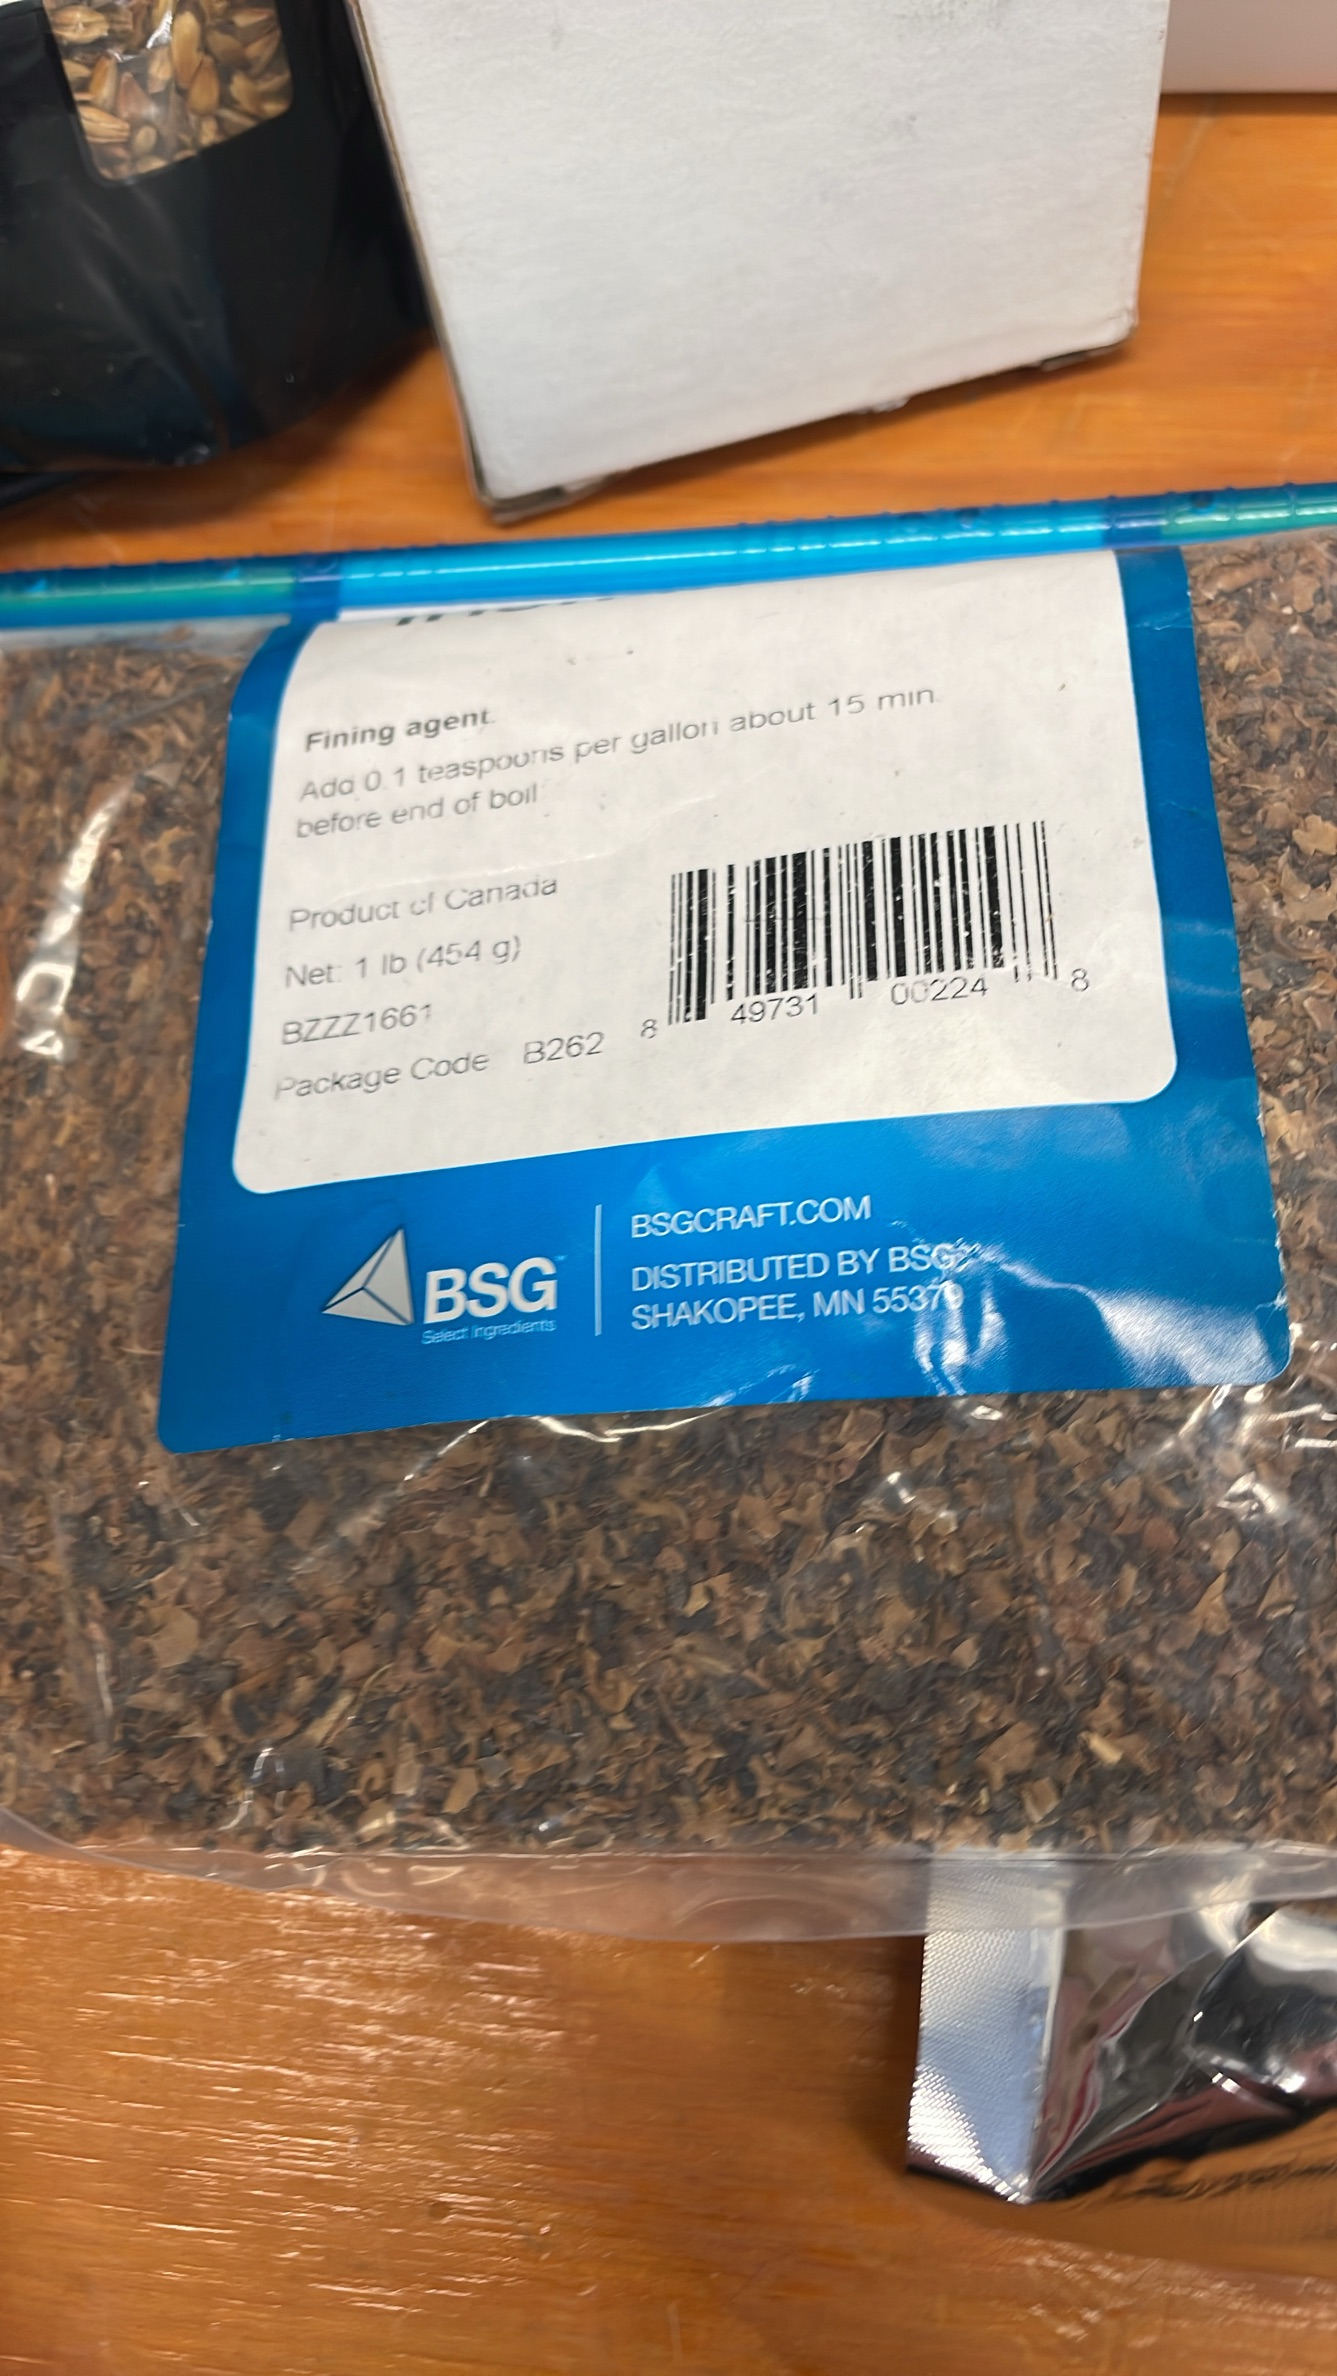 Fining agent.
Add 0.1 teaspoons per gallon about 15 min.
before end of boil
Product of Canada
Net: 1 lb (454 g)
BZZZ1661
Package Code B262
8 49731 00224 8
BSG™
Select Ingredients
BSGCRAFT.COM
DISTRIBUTED BY BSG
SHAKOPEE, MN 55379